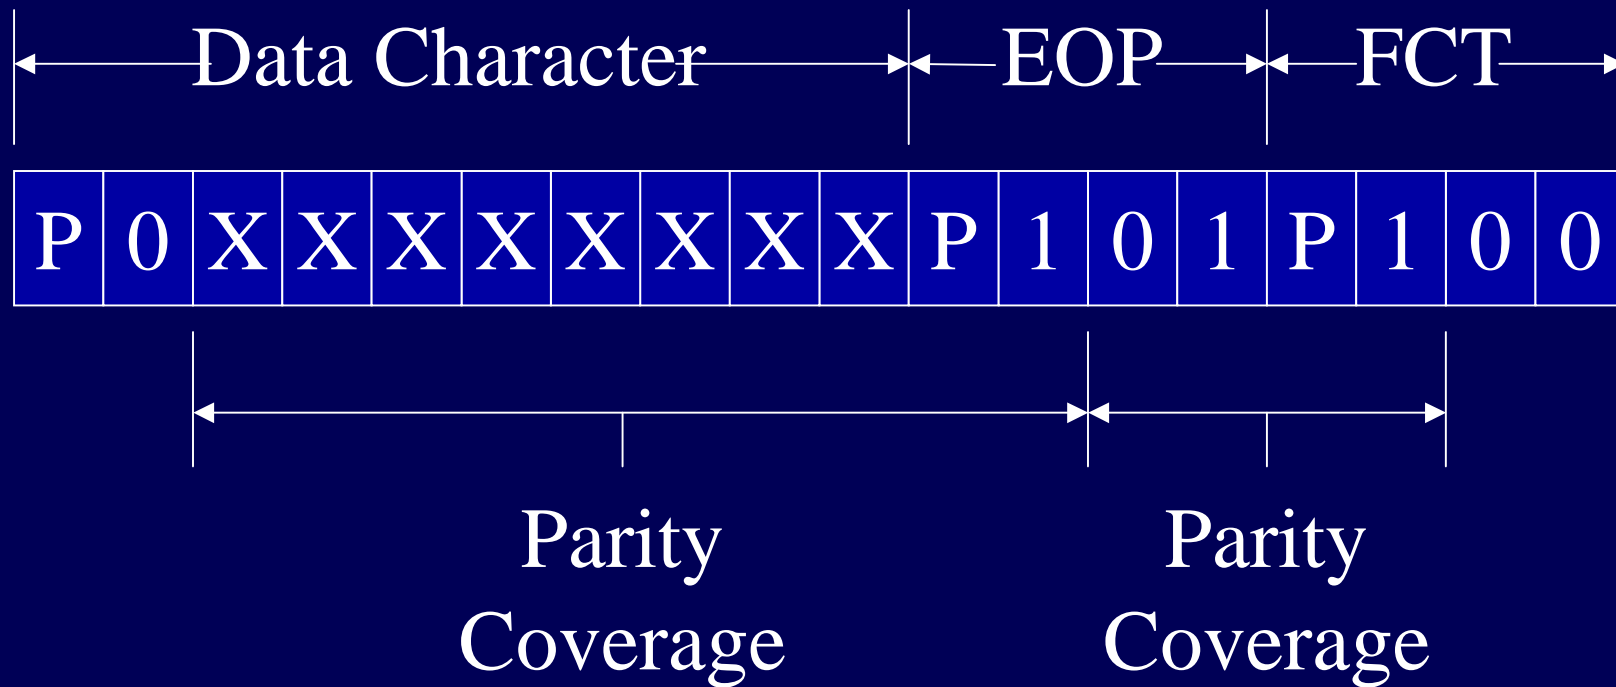 Data Character EOP FCT
P 0 X X X X X X X X P 1 0 1 P 1 0 0
Parity Parity
Coverage Coverage